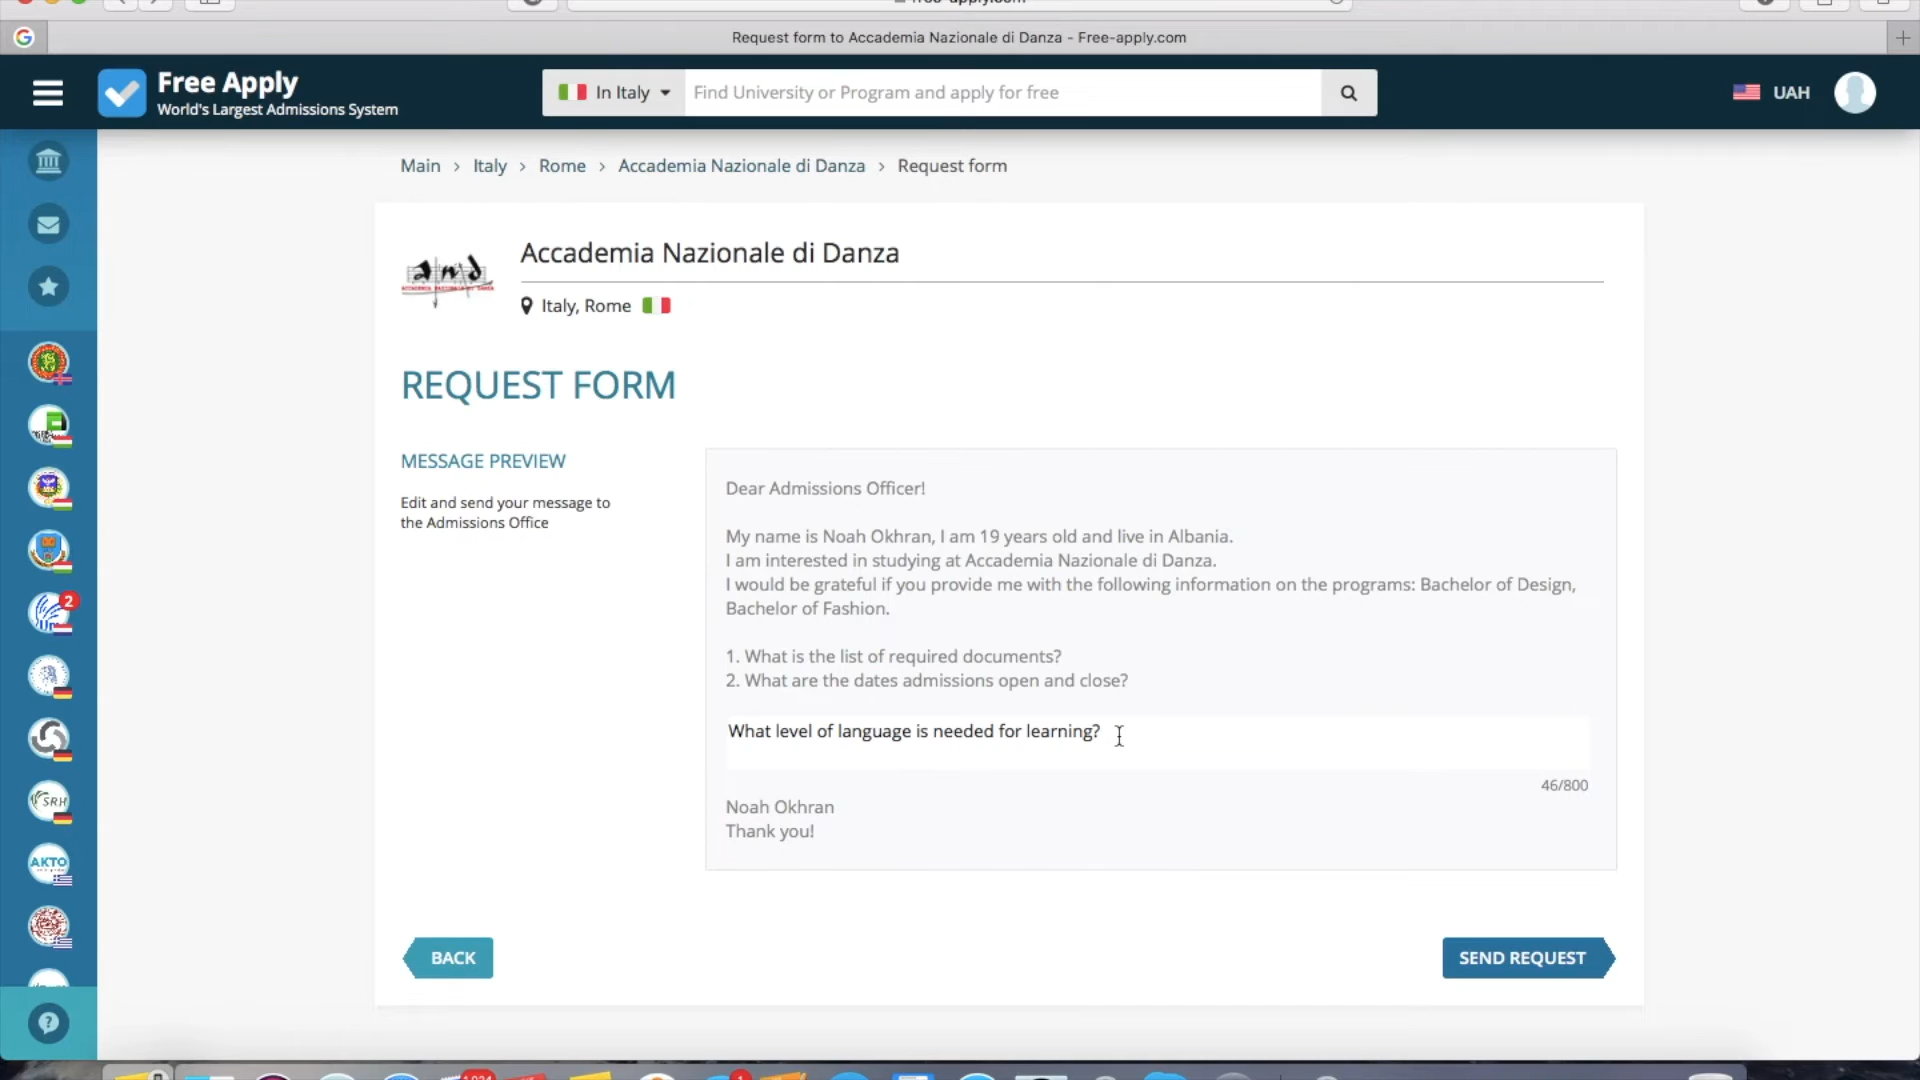 Request form to Accademia Nazionale di Danza - Free-apply.com
Free Apply
World's Largest Admissions System
In Italy
Find University or Program and apply for free
UAH
Main > Italy > Rome > Accademia Nazionale di Danza > Request form
Accademia Nazionale di Danza
Italy, Rome
REQUEST FORM
MESSAGE PREVIEW
Edit and send your message to
the Admissions Office
Dear Admissions Officer!
My name is Noah Okhran, I am 19 years old and live in Albania.
I am interested in studying at Accademia Nazionale di Danza.
I would be grateful if you provide me with the following information on the programs: Bachelor of Design,
Bachelor of Fashion.
1. What is the list of required documents?
2. What are the dates admissions open and close?
What level of language is needed for learning?
46/800
Noah Okhran
Thank you!
BACK
SEND REQUEST
2
SRH
AKTO